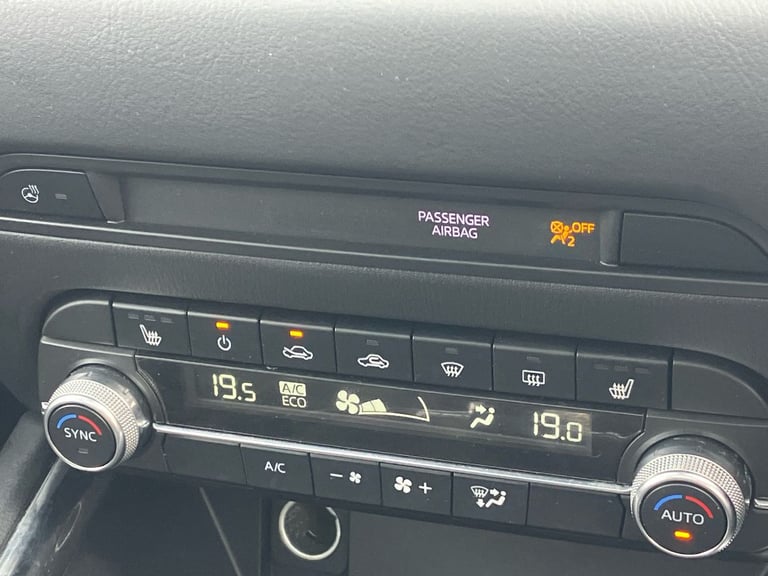 PASSENGER
AIRBAG
OFF
2
19.5
A/C
ECO
19.0
SYNC
A/C
- +
AUTO